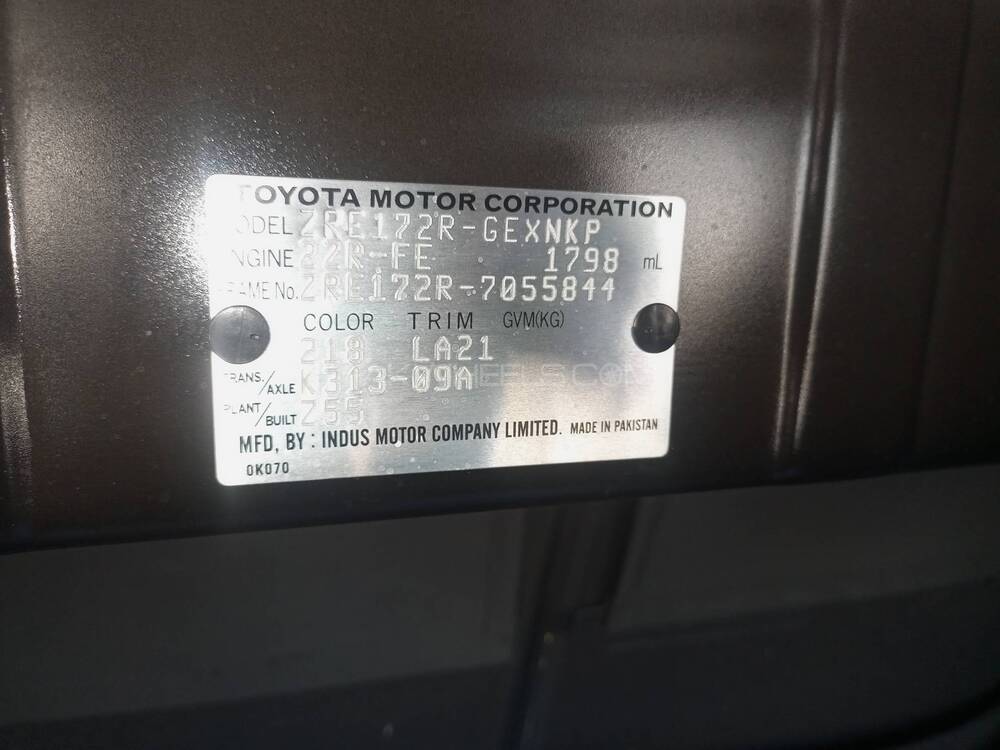 TOYOTA MOTOR CORPORATION
MODEL ZRE172R-GEXNKP
ENGINE 22R-FE 1798 mL
FRAME No. ZRE172R-7055844
COLOR TRIM GVM(KG)
218 LA21
TRANS./AXLE K313-09A
PLANT/BUILT Z55
MFD, BY : INDUS MOTOR COMPANY LIMITED. MADE IN PAKISTAN
0K070